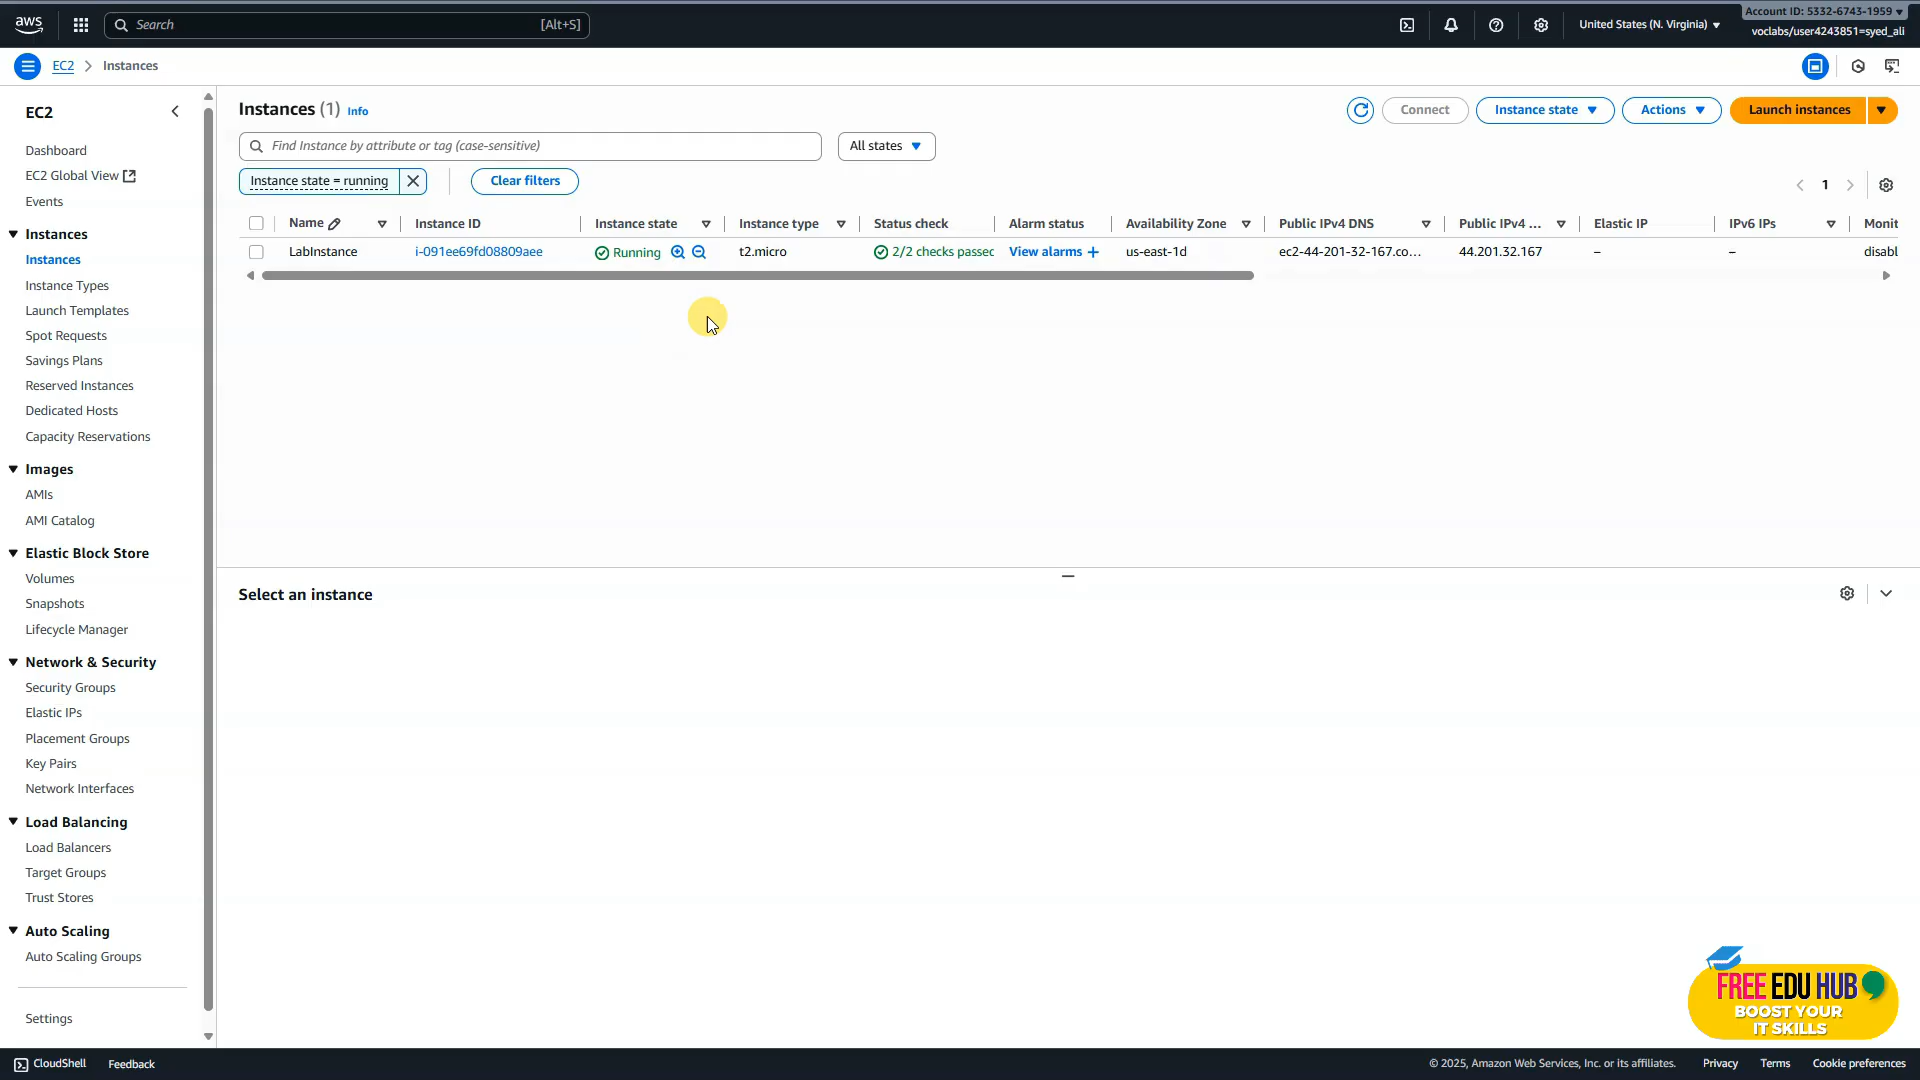 aws
Search [Alt+S]
United States (N. Virginia)
Account ID: 5332-6743-1959
voclabs/user4243851=syed_ali
EC2 > Instances
EC2
Dashboard
EC2 Global View
Events
Instances
Instances
Instance Types
Launch Templates
Spot Requests
Savings Plans
Reserved Instances
Dedicated Hosts
Capacity Reservations
Images
AMIs
AMI Catalog
Elastic Block Store
Volumes
Snapshots
Lifecycle Manager
Network & Security
Security Groups
Elastic IPs
Placement Groups
Key Pairs
Network Interfaces
Load Balancing
Load Balancers
Target Groups
Trust Stores
Auto Scaling
Auto Scaling Groups
Settings
Instances (1) Info
Connect
Instance state
Actions
Launch instances
Find Instance by attribute or tag (case-sensitive)
All states
Instance state = running
Clear filters
1
Name Instance ID Instance state Instance type Status check Alarm status Availability Zone Public IPv4 DNS Public IPv4 ... Elastic IP IPv6 IPs Monit
LabInstance i-091ee69fd08809aee Running t2.micro 2/2 checks passec View alarms + us-east-1d ec2-44-201-32-167.co... 44.201.32.167 – – disabl
Select an instance
FREE EDU HUB
BOOST YOUR
IT SKILLS
CloudShell Feedback
© 2025, Amazon Web Services, Inc. or its affiliates. Privacy Terms Cookie preferences